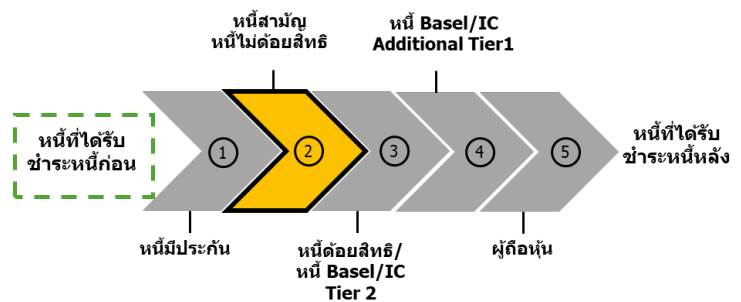 หนี้สามัญ
หนี้ไม่ด้อยสิทธิ
หนี้ Basel/IC
Additional Tier1
หนี้ที่ได้รับ
ชำระหนี้ก่อน
1
2
3
4
5
หนี้ที่ได้รับ
ชำระหนี้หลัง
หนี้มีประกัน
หนี้ด้อยสิทธิ/
หนี้ Basel/IC
Tier 2
ผู้ถือหุ้น